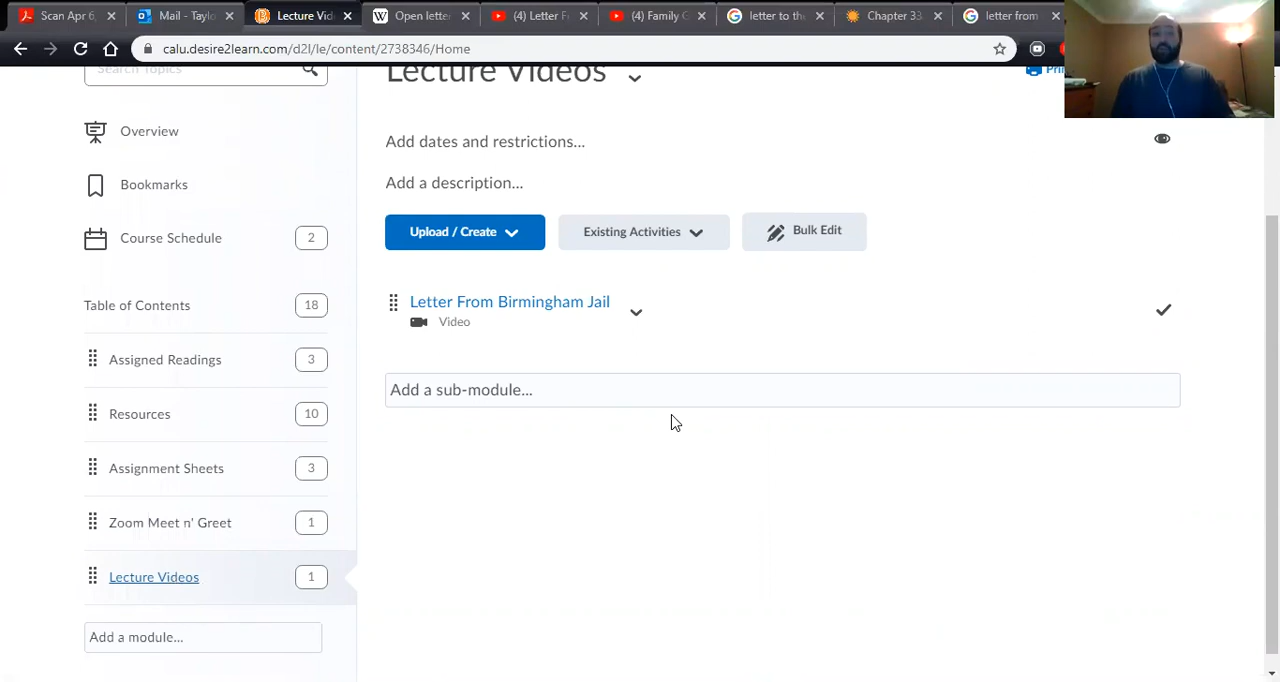 Scan Apr 6,
Mail - Taylo
Lecture Vid
Open letter
(4) Letter F
(4) Family G
letter to the
Chapter 33
letter from
calu.desire2learn.com/d2l/le/content/2738346/Home
Search Topics
Lecture Videos
Add dates and restrictions...
Overview
Add a description...
Bookmarks
Upload / Create
Existing Activities
Bulk Edit
Course Schedule 2
Table of Contents 18
Letter From Birmingham Jail
Video
Assigned Readings 3
Add a sub-module...
Resources 10
Assignment Sheets 3
Zoom Meet n' Greet 1
Lecture Videos 1
Add a module...